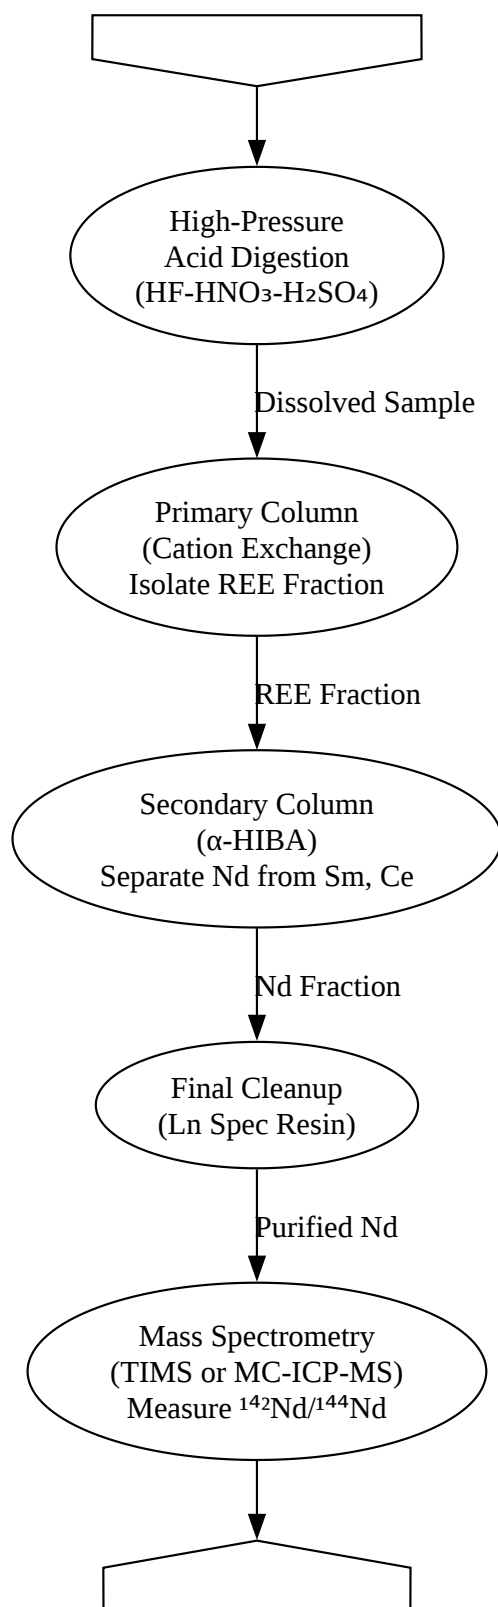 High-Pressure
Acid Digestion
(HF-HNO₃-H₂SO₄)
Dissolved Sample
Primary Column
(Cation Exchange)
Isolate REE Fraction
REE Fraction
Secondary Column
(α-HIBA)
Separate Nd from Sm, Ce
Nd Fraction
Final Cleanup
(Ln Spec Resin)
Purified Nd
Mass Spectrometry
(TIMS or MC-ICP-MS)
Measure ¹⁴²Nd/¹⁴⁴Nd